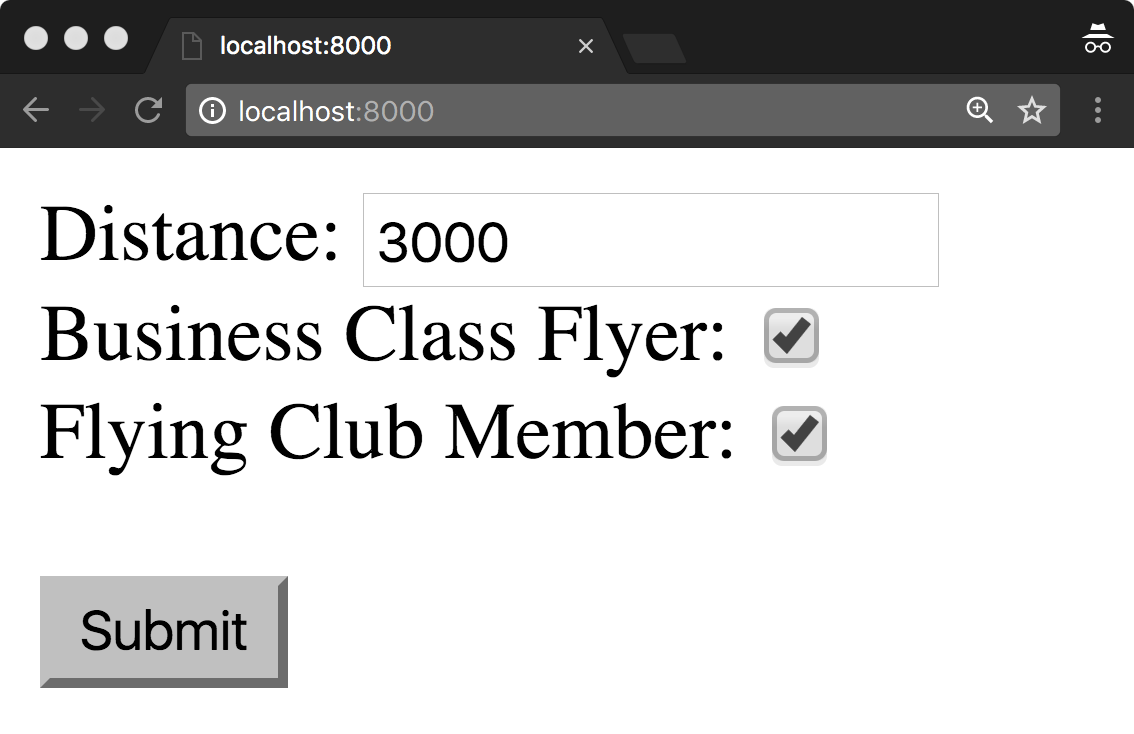 localhost:8000
localhost:8000
Distance: 3000
Business Class Flyer:
Flying Club Member:
Submit